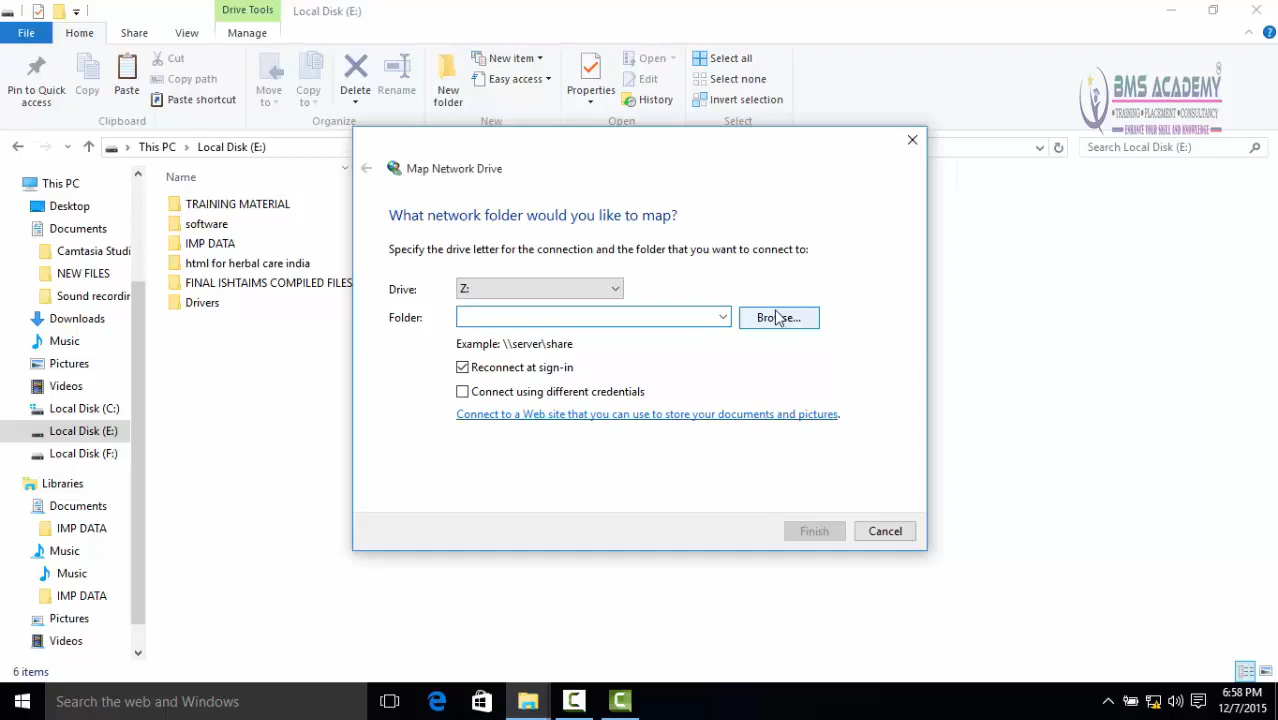 Drive Tools
Local Disk (E:)
File
Home
Share
View
Manage
Pin to Quick access
Copy
Paste
Cut
Copy path
Paste shortcut
Clipboard
Move to
Copy to
Delete
Rename
Organize
New folder
New item
Easy access
New
Properties
Open
Edit
History
Open
Select all
Select none
Invert selection
Select
BMS ACADEMY
•TRAINING•PLACEMENT•CONSULTANCY
ENHANCE YOUR SKILL AND KNOWLEDGE
This PC
Local Disk (E:)
Search Local Disk (E:)
This PC
Desktop
Documents
Camtasia Studi
NEW FILES
Sound recordin
Downloads
Music
Pictures
Videos
Local Disk (C:)
Local Disk (E:)
Local Disk (F:)
Libraries
Documents
IMP DATA
Music
Music
IMP DATA
Pictures
Videos
Name
TRAINING MATERIAL
software
IMP DATA
html for herbal care india
FINAL ISHTAIMS COMPILED FILES
Drivers
Map Network Drive
What network folder would you like to map?
Specify the drive letter for the connection and the folder that you want to connect to:
Drive:
Z:
Folder:
Browse...
Example: \\server\share
Reconnect at sign-in
Connect using different credentials
Connect to a Web site that you can use to store your documents and pictures.
Finish
Cancel
6 items
Search the web and Windows
6:58 PM
12/7/2015